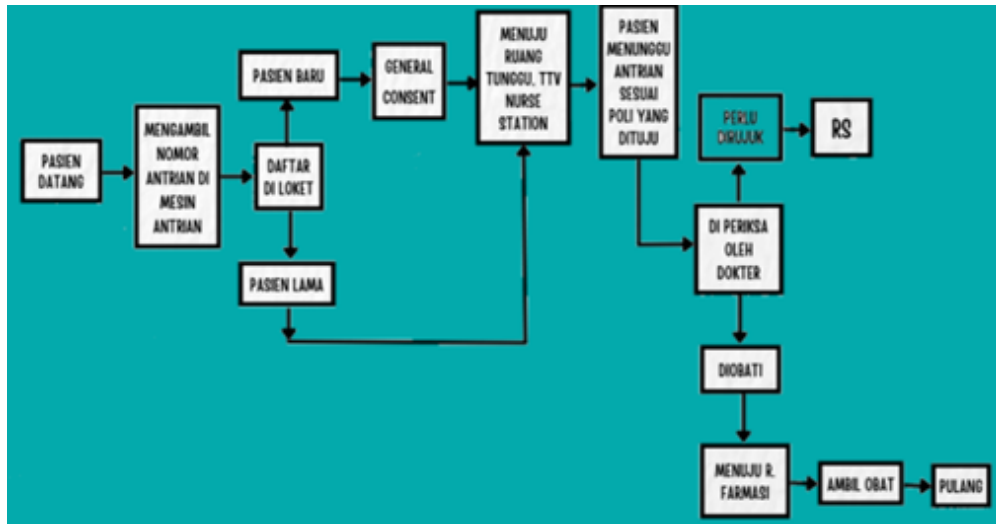 PASIEN
DATANG
MENGAMBIL
NOMOR
ANTRIAN DI
MESIN
ANTRIAN
DAFTAR
DI LOKET
PASIEN BARU
GENERAL
CONSENT
PASIEN LAMA
MENUJU
RUANG
TUNGGU, TTV
NURSE
STATION
PASIEN
MENUNGGU
ANTRIAN
SESUAI
POLI YANG
DITUJU
DI PERIKSA
OLEH
DOKTER
PERLU
DIRUJUK
RS
DIOBATI
MENUJU R.
FARMASI
AMBIL OBAT
PULANG